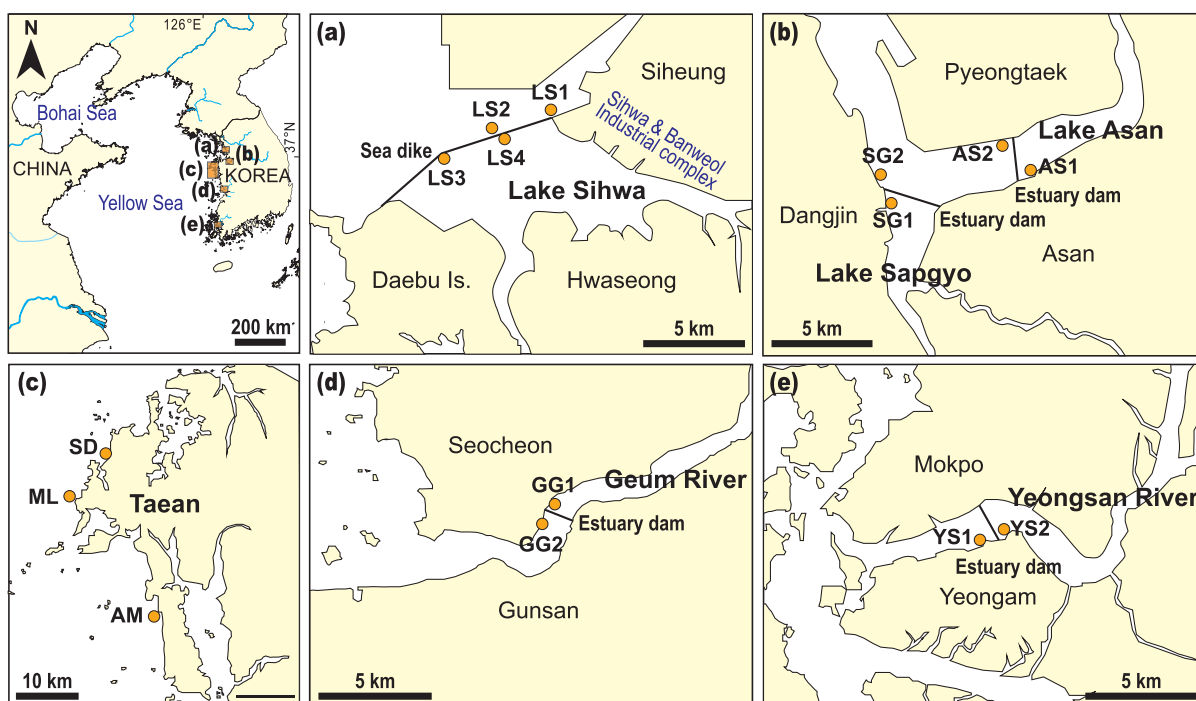 126°E
N
Bohai Sea
37°N
(a)
(b)
CHINA
(c)
KOREA
(d)
Yellow Sea
(e)
200 km
(a)
Siheung
LS1
LS2
Sihwa & Banweol
Industrial complex
Sea dike
LS4
LS3
Lake Sihwa
Daebu Is.
Hwaseong
5 km
(b)
Pyeongtaek
Lake Asan
AS2
SG2
AS1
Estuary dam
Dangjin
SG1
Estuary dam
Asan
Lake Sapgyo
5 km
(c)
SD
ML
Taean
AM
10 km
(d)
Seocheon
Geum River
GG1
Estuary dam
GG2
Gunsan
5 km
(e)
Mokpo
Yeongsan River
YS1
YS2
Estuary dam
Yeongam
5 km